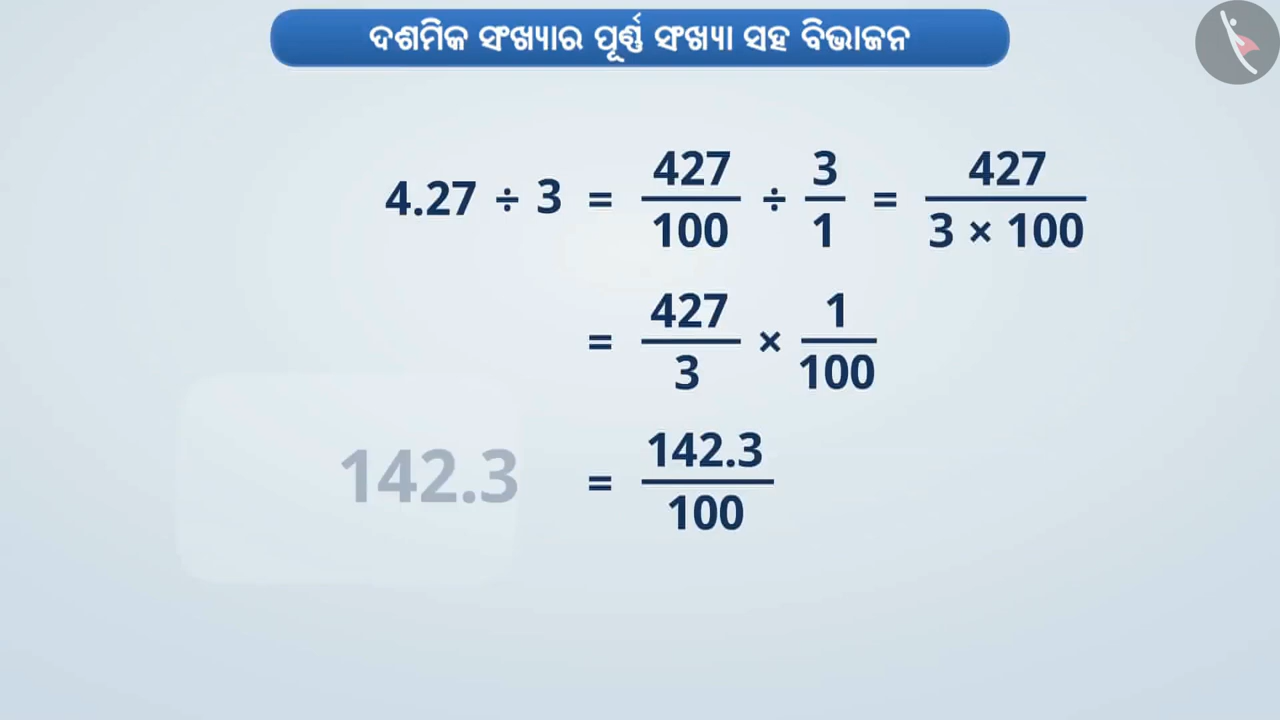 ଦଶମିକ ସଂଖ୍ୟାର ପୂର୍ଣ୍ଣ ସଂଖ୍ୟା ସହ ବିଭାଜନ
4.27 ÷ 3 = 427/100 ÷ 3/1 = 427/(3 × 100)
= 427/3 × 1/100
142.3 = 142.3/100